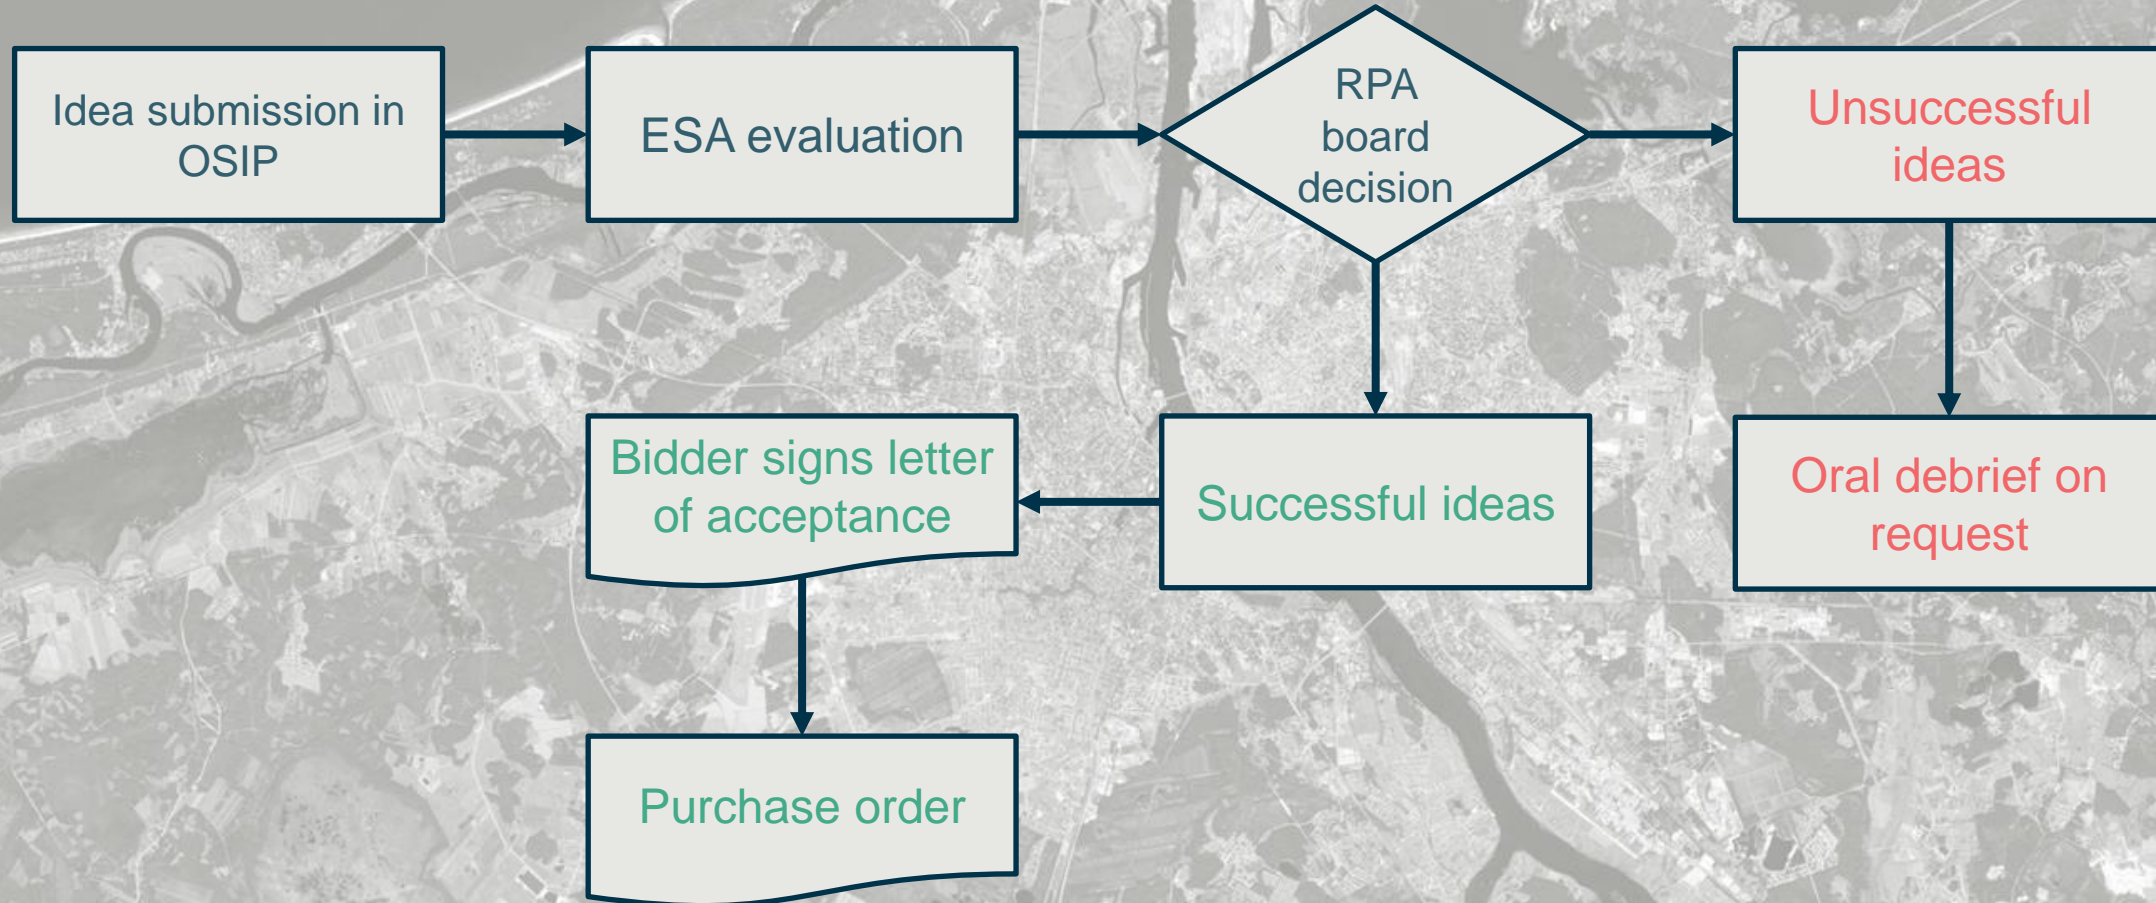 Idea submission in
OSIP
ESA evaluation
RPA
board
decision
Unsuccessful
ideas
Bidder signs letter
of acceptance
Successful ideas
Oral debrief on
request
Purchase order